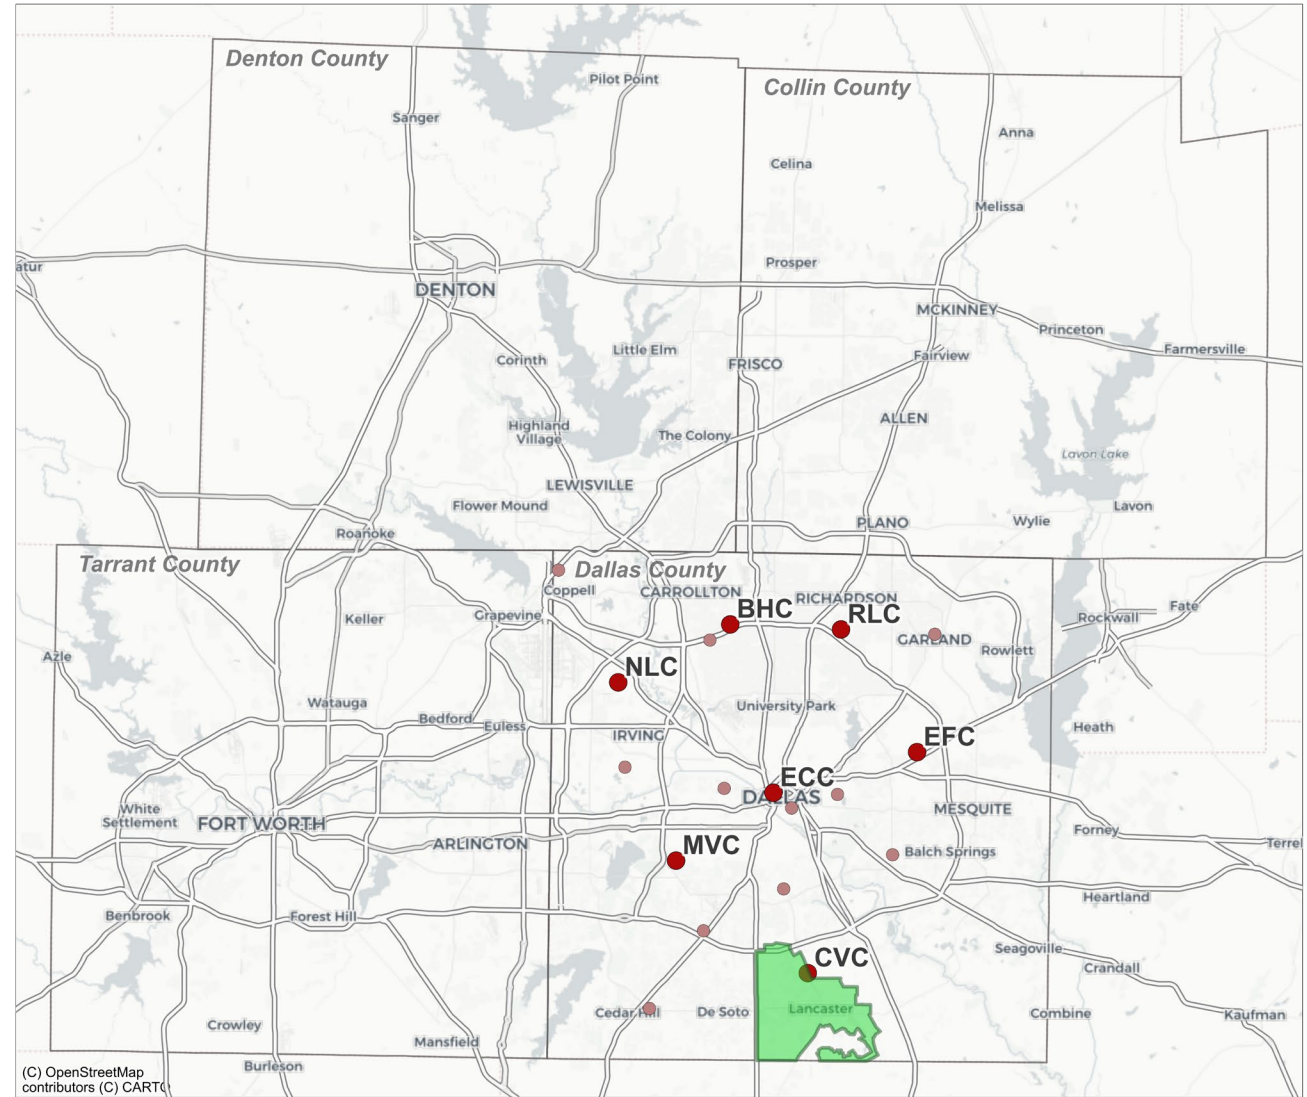 Denton County
Pilot Point
Collin County
Sanger
Anna
Celina
Melissa
Prosper
atur
DENTON
MCKINNEY
Princeton
Little Elm
Farmersville
Corinth
FRISCO
Fairview
ALLEN
Highland
Village
The Colony
Lavon Lake
LEWISVILLE
Flower Mound
Lavon
PLANO
Wylie
Roanoke
Tarrant County
Dallas County
Coppell
CARROLLTON
RICHARDSON
BHC
RLC
Fate
Keller
Grapevine
Rockwall
GARLAND
Rowlett
Azle
NLC
Watauga
University Park
Bedford
Euless
IRVING
Heath
EFC
ECC
DALLAS
White
Settlement
FORT WORTH
MESQUITE
Forney
ARLINGTON
MVC
Balch Springs
Terrel
Heartland
Benbrook
Forest Hill
Seagoville
CVC
Crandall
Cedar Hill
De Soto
Lancaster
Combine
Kaufman
Crowley
Mansfield
Burleson
(C) OpenStreetMap
contributors (C) CARTO